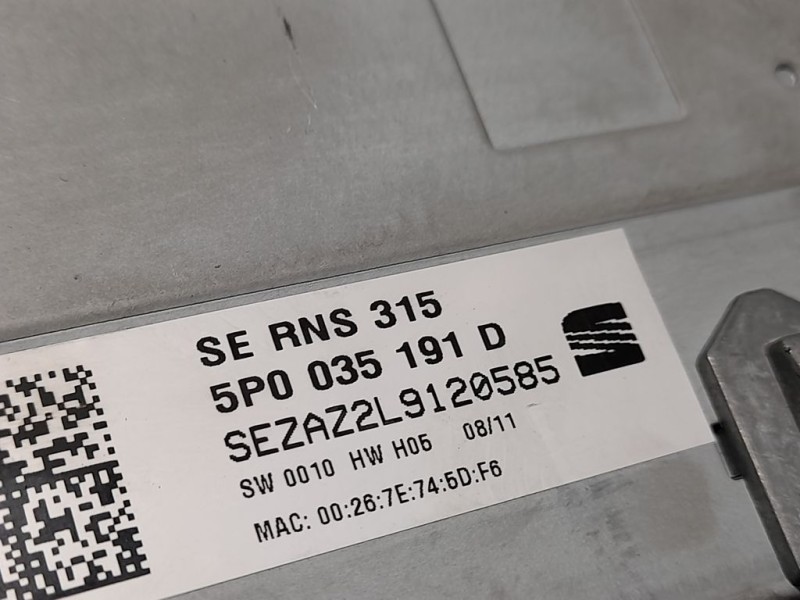 SE RNS 315
5P0 035 191 D
SEZAZ2L9120585
SW 0010 HW H05 08/11
MAC: 00:26:7E:74:5D:F6